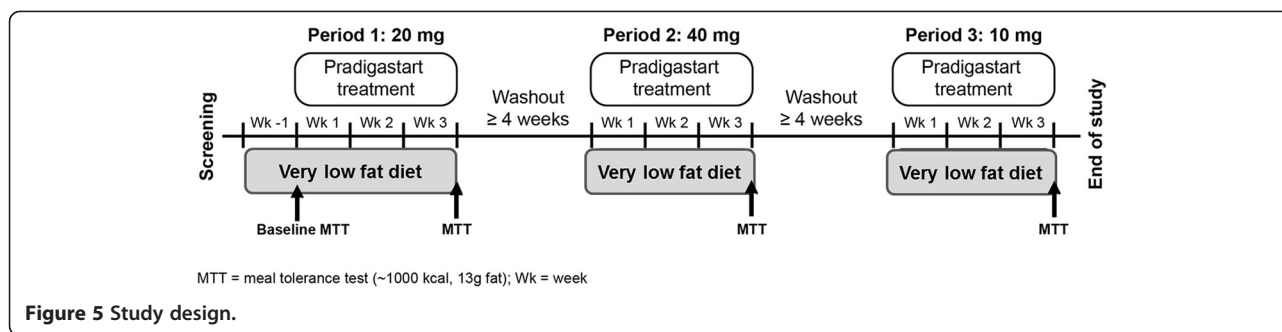 Period 1: 20 mg
Period 2: 40 mg
Period 3: 10 mg
Pradigastart
treatment
Pradigastart
treatment
Pradigastart
treatment
Screening
Wk -1
Wk 1
Wk 2
Wk 3
Washout
≥ 4 weeks
Wk 1
Wk 2
Wk 3
Washout
≥ 4 weeks
Wk 1
Wk 2
Wk 3
End of study
Very low fat diet
Very low fat diet
Very low fat diet
Baseline MTT
MTT
MTT
MTT
MTT = meal tolerance test (~1000 kcal, 13g fat); Wk = week
Figure 5 Study design.